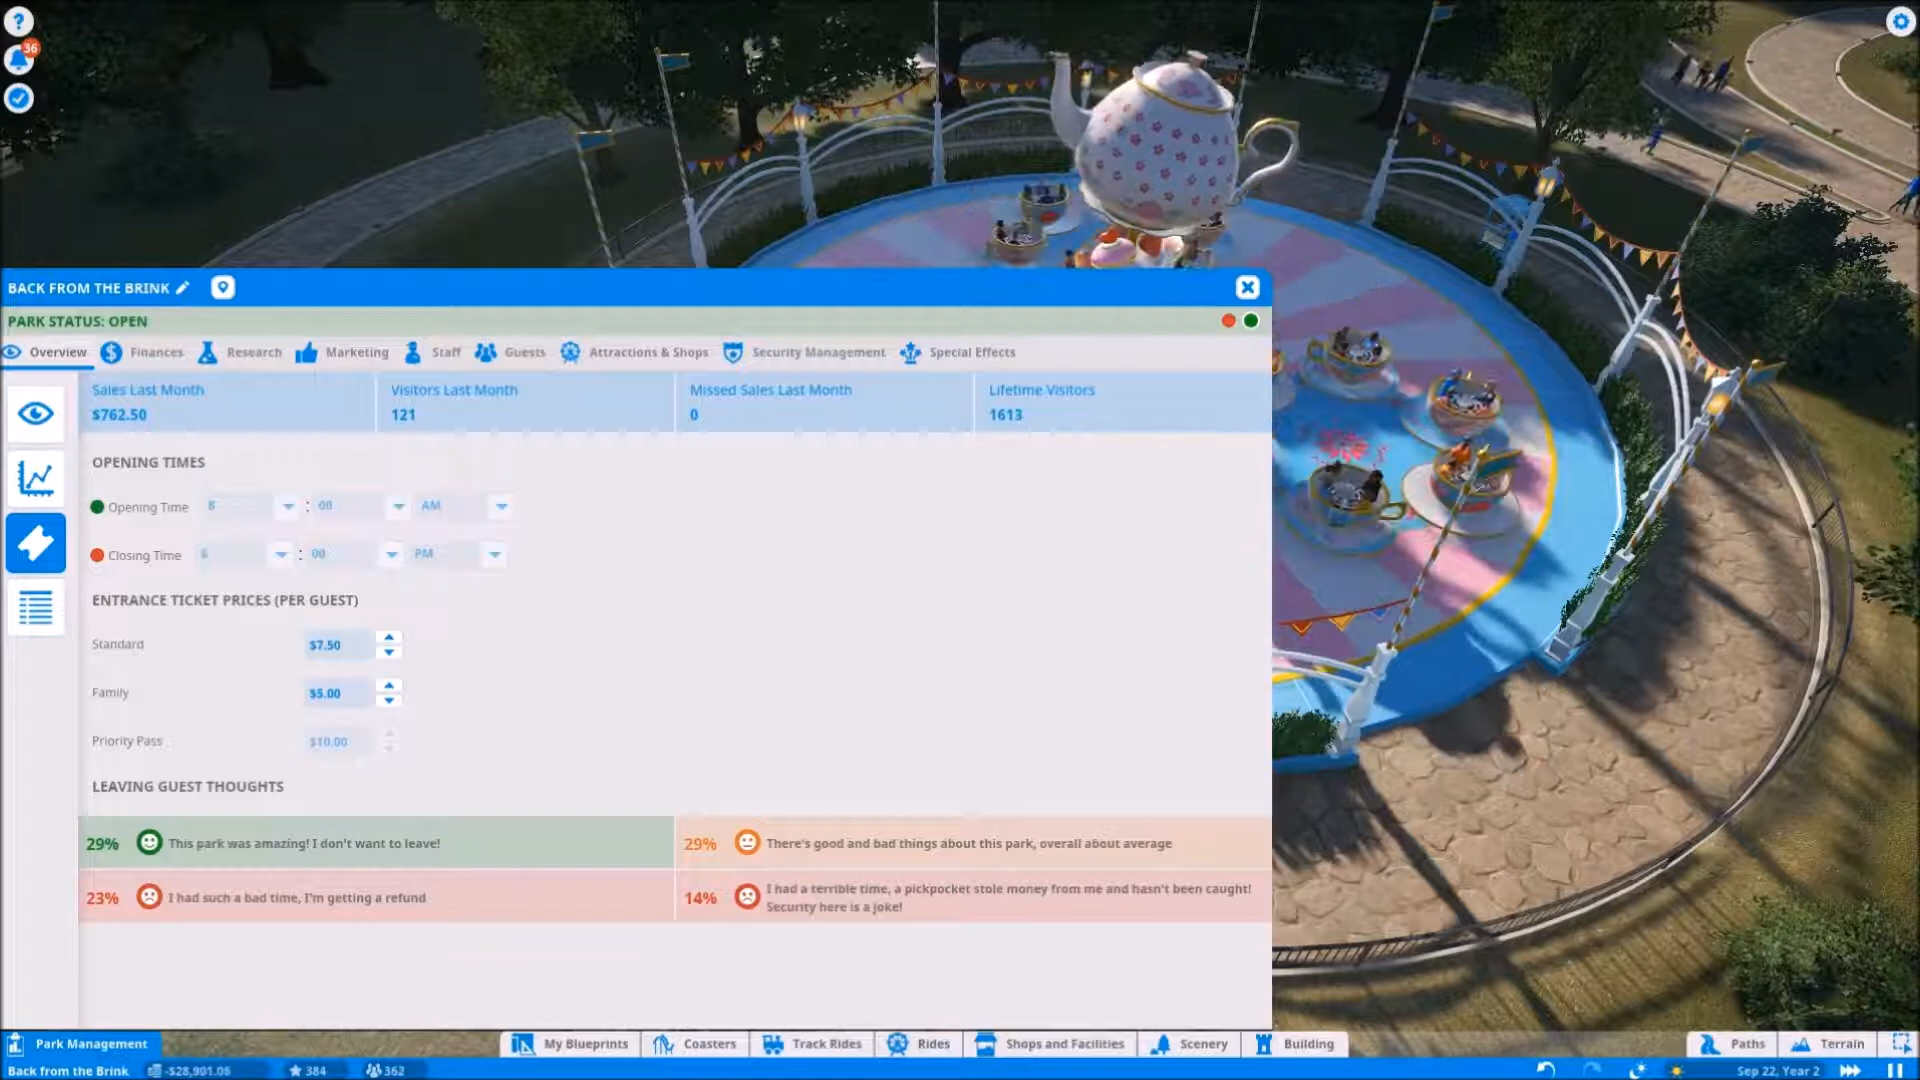 36
BACK FROM THE BRINK
PARK STATUS: OPEN
Overview Finances Research Marketing Staff Guests Attractions & Shops Security Management Special Effects
Sales Last Month Visitors Last Month Missed Sales Last Month Lifetime Visitors
$762.50 121 0 1613
OPENING TIMES
Opening Time 8 : 00 AM
Closing Time : 00 PM
ENTRANCE TICKET PRICES (PER GUEST)
Standard $7.50
Family $5.00
Priority Pass $10.00
LEAVING GUEST THOUGHTS
29% This park was amazing! I don't want to leave!
29% There's good and bad things about this park, overall about average
23% I had such a bad time, I'm getting a refund
14% I had a terrible time, a pickpocket stole money from me and hasn't been caught!
Security here is a joke!
Park Management My Blueprints Coasters Track Rides Rides Shops and Facilities Scenery Building Paths Terrain
Back from the Brink -$28,901.05 384 362 Sep 22, Year 2